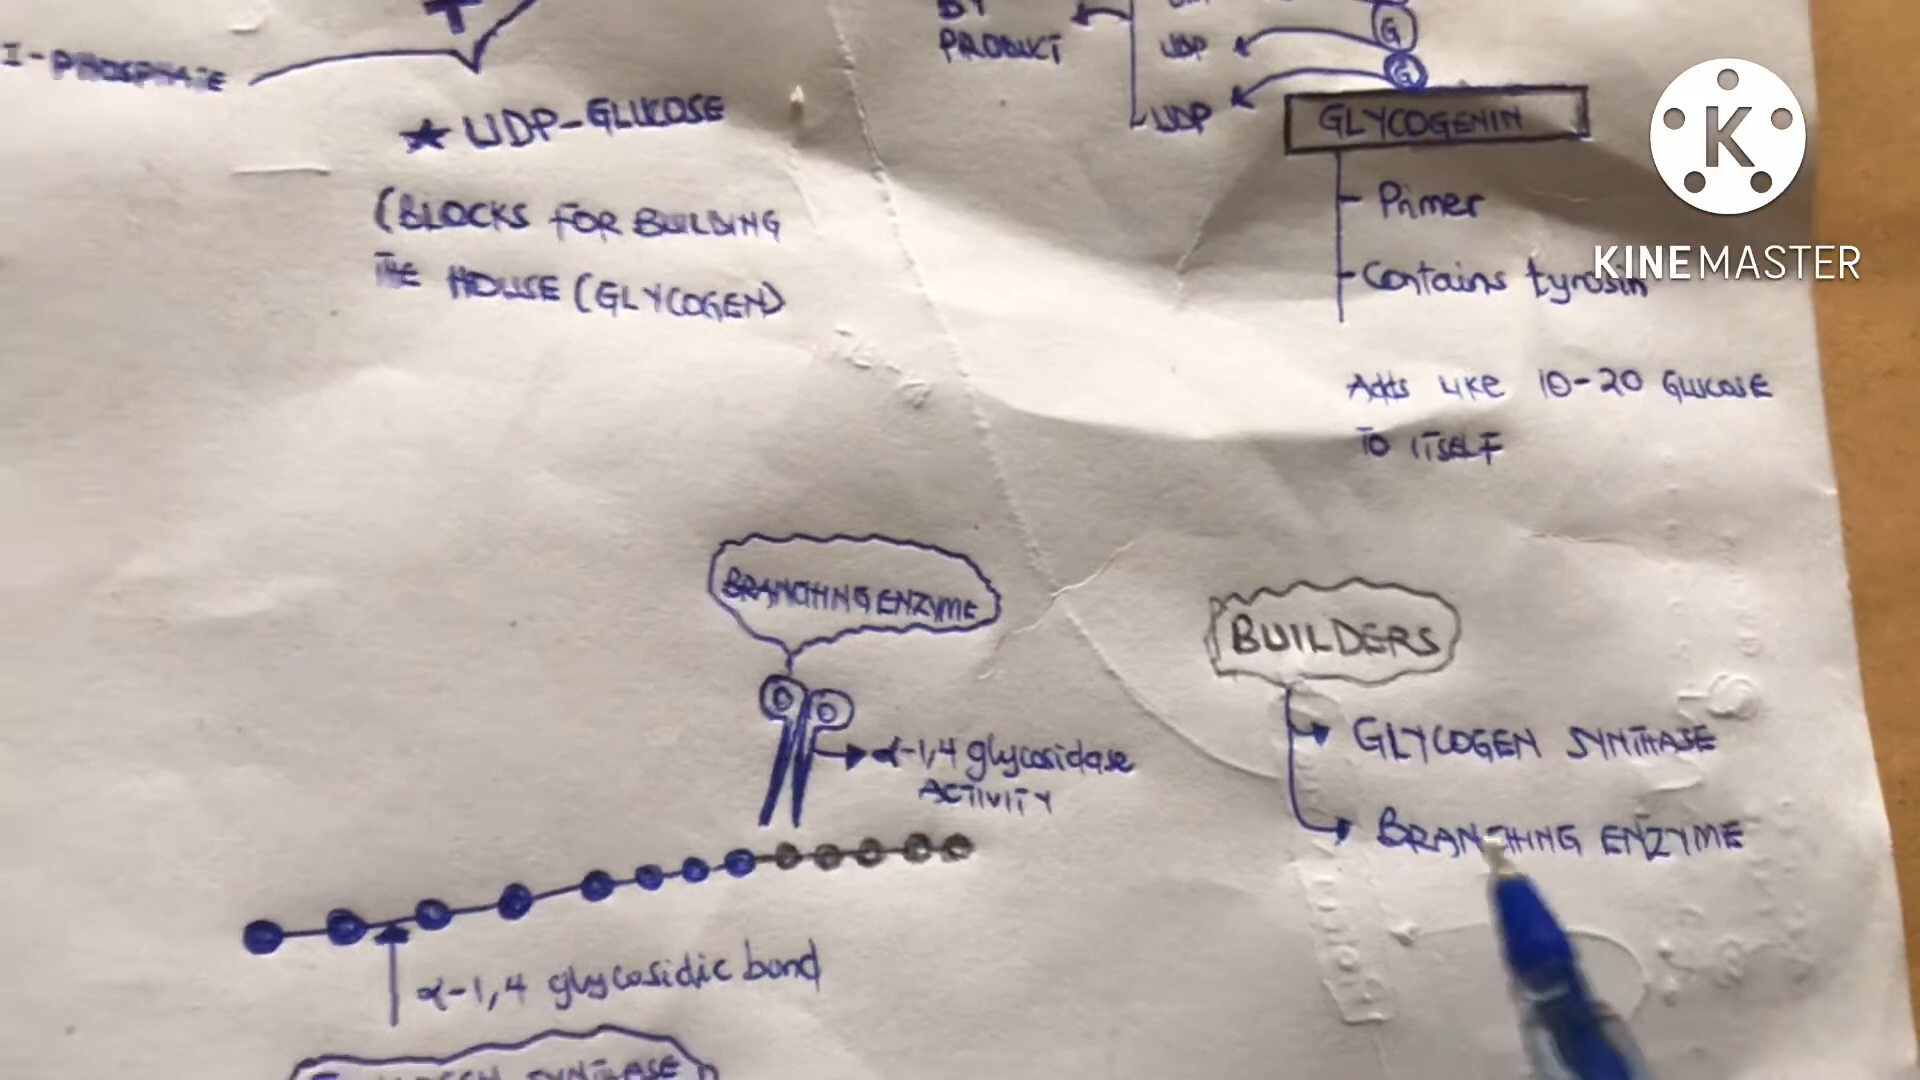 1-PHOSPHATE
★ UDP-GLUCOSE
(BLOCKS FOR BUILDING
THE HOUSE (GLYCOGEN)
BY
PRODUCT
UDP
UDP
G
G
GLYCOGENIN
Primer
Contains tyrosin
Adds like 10-20 GLUCOSE
TO ITSELF
K
KINEMASTER
BRANCHING ENZYME
α-1,4 glycosidase
ACTIVITY
α-1,4 glycosidic bond
BUILDERS
GLYCOGEN SYNTHASE
BRANCHING ENZYME
SYNTHASE